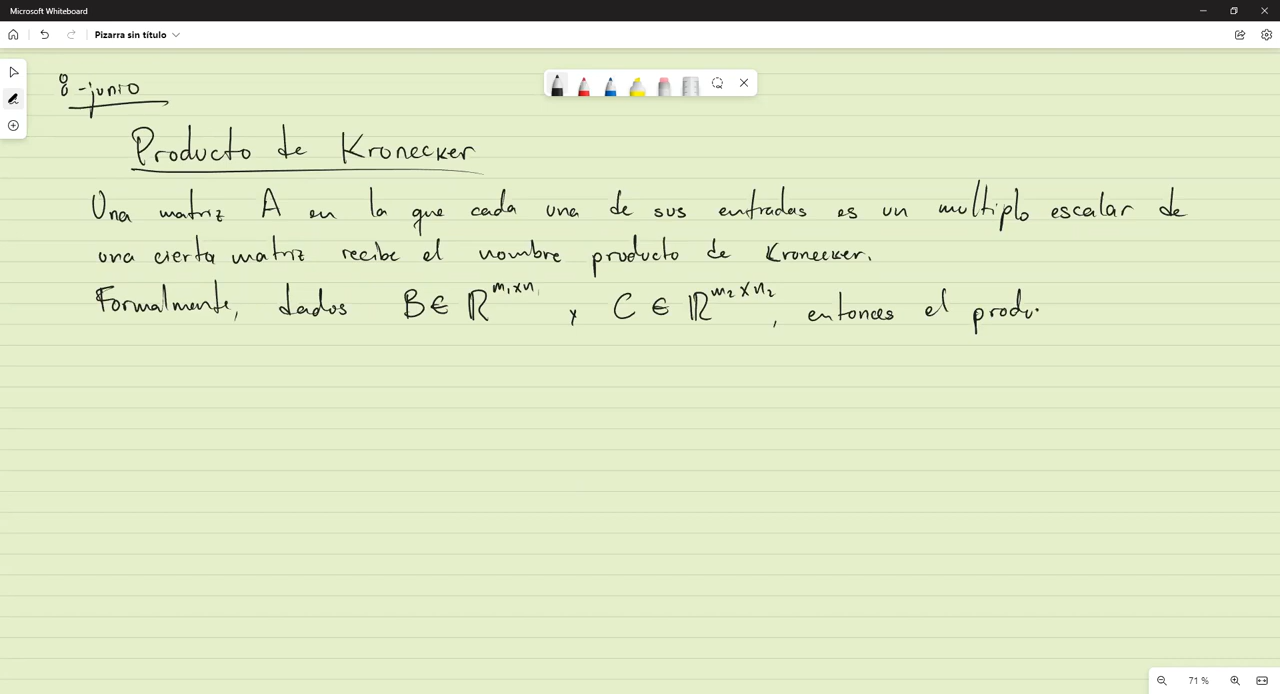 Microsoft Whiteboard
Pizarra sin título
8-junio
Producto de Kronecker
Una matriz A en la que cada una de sus entradas es un multiplo escalar de
una cierta matriz recibe el nombre producto de Kronecker.
Formalmente, dados B ∈ ℝ^{m₁×n₁} y C ∈ ℝ^{m₂×n₂}, entonces el produ
71 %